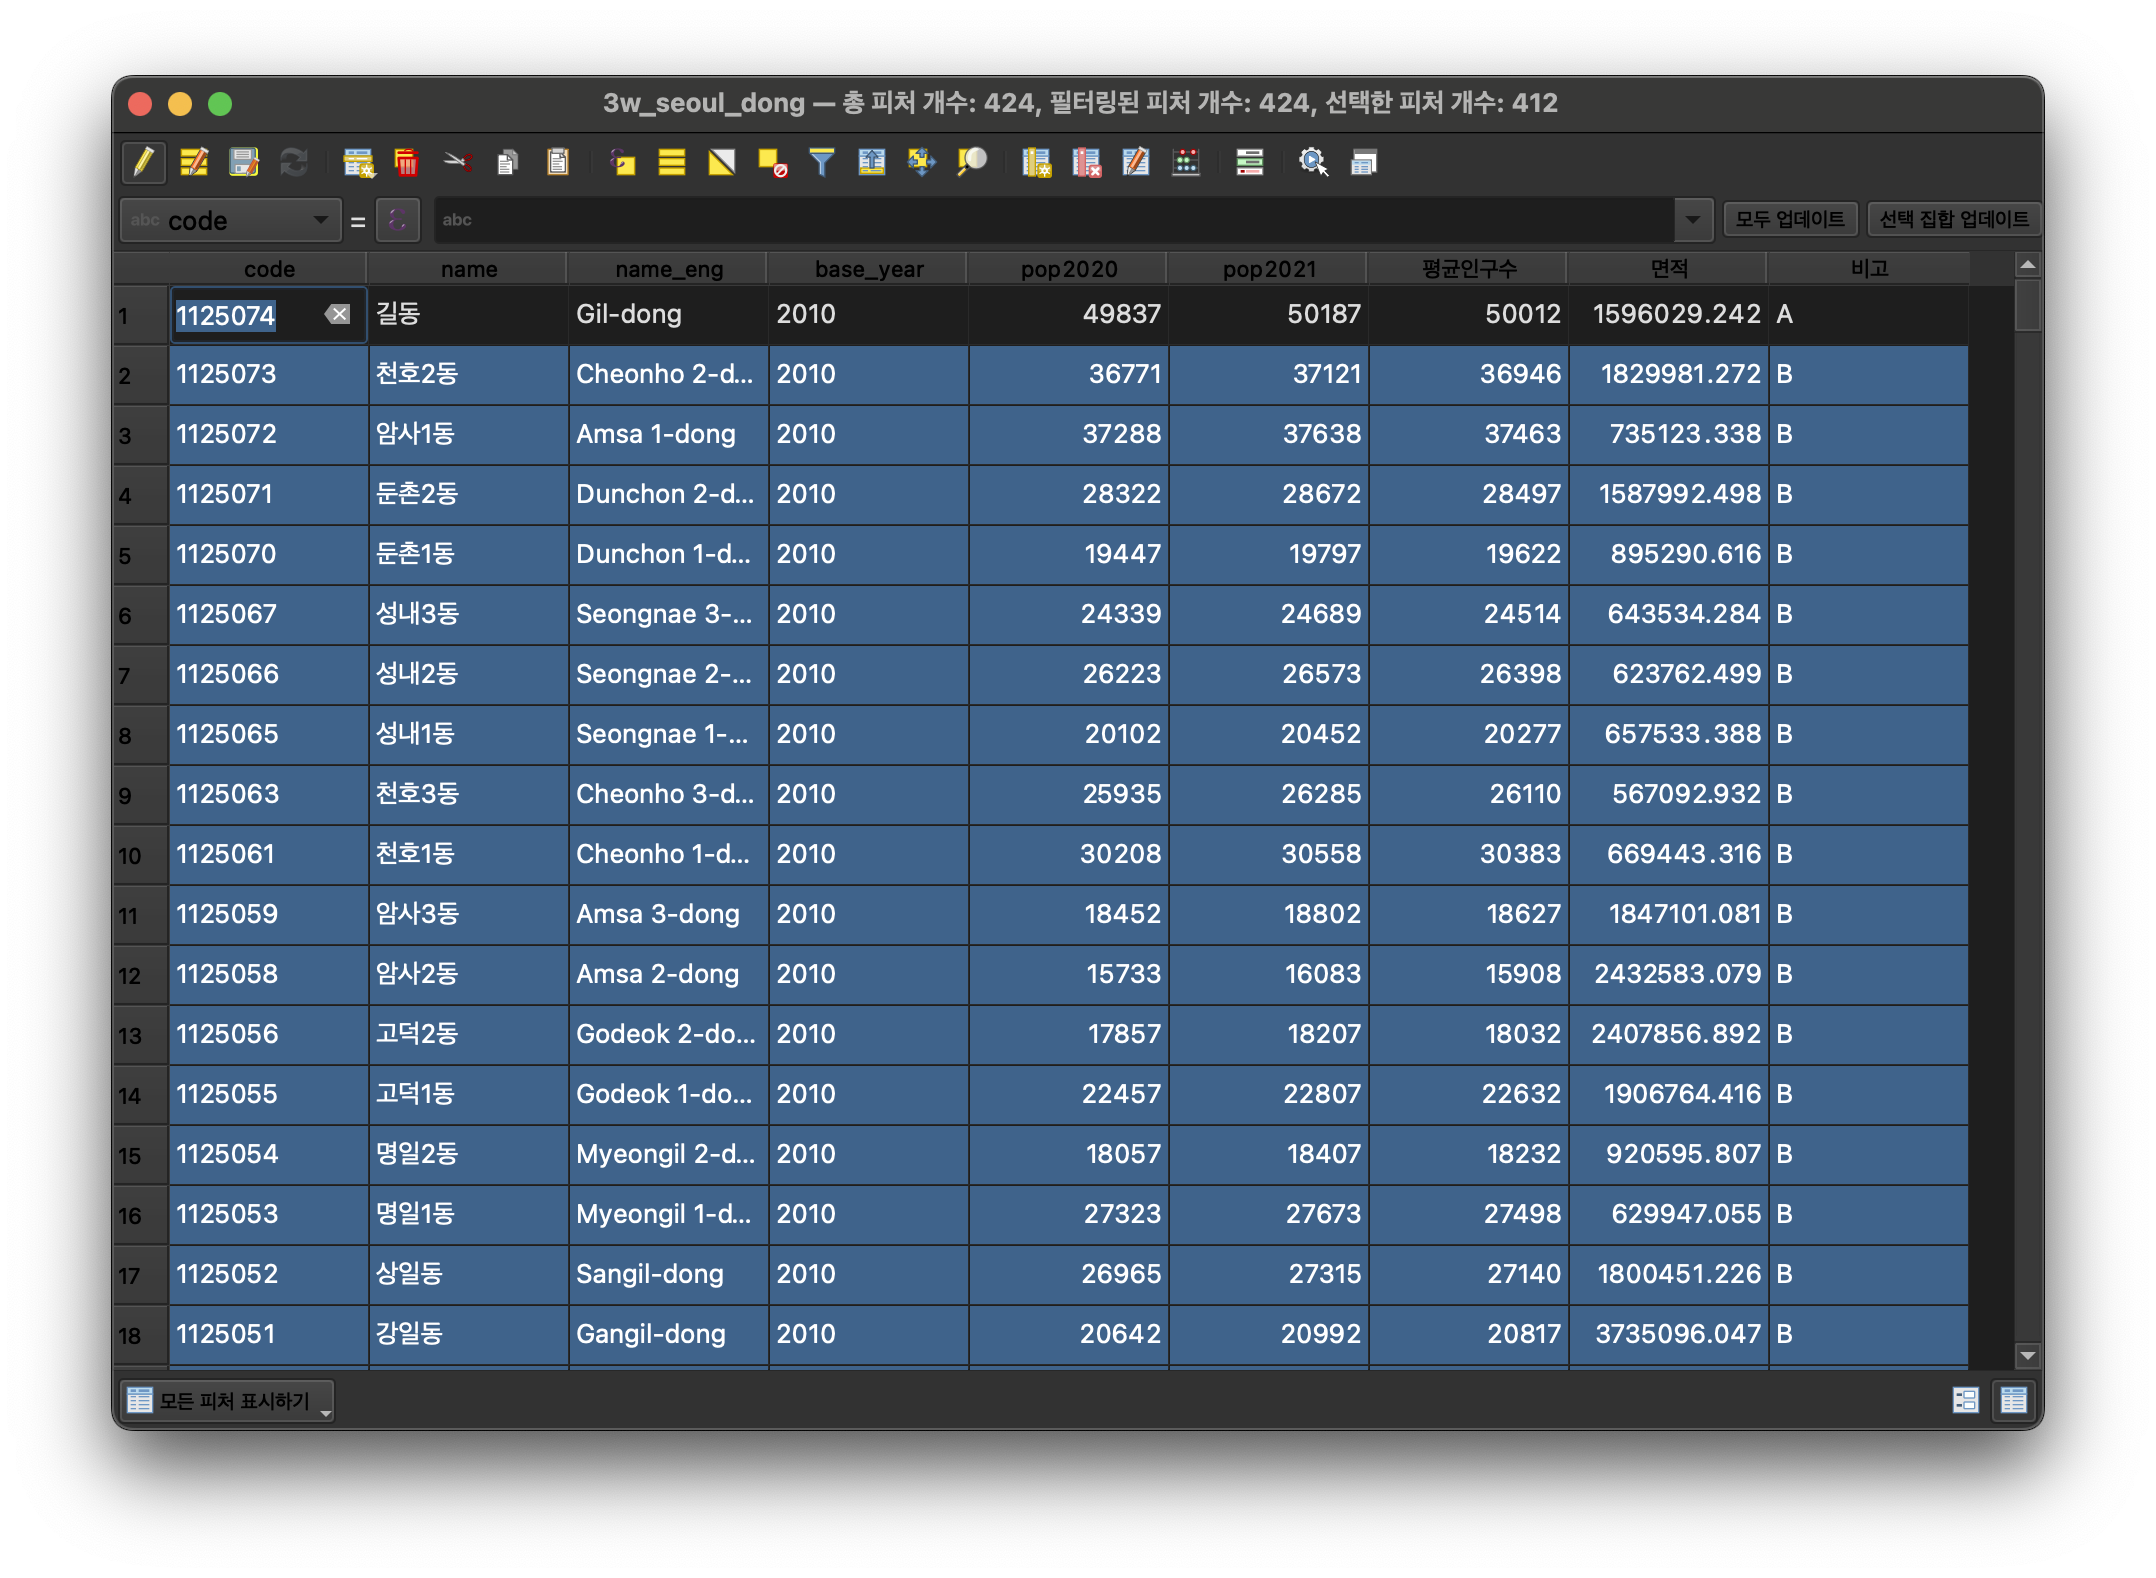 3w_seoul_dong — 총 피처 개수: 424, 필터링된 피처 개수: 424, 선택한 피처 개수: 412
abc code = ε abc 모두 업데이트 선택 집합 업데이트
code name name_eng base_year pop2020 pop2021 평균인구수 면적 비고
1 1125074 길동 Gil-dong 2010 49837 50187 50012 1596029.242 A
2 1125073 천호2동 Cheonho 2-d... 2010 36771 37121 36946 1829981.272 B
3 1125072 암사1동 Amsa 1-dong 2010 37288 37638 37463 735123.338 B
4 1125071 둔촌2동 Dunchon 2-d... 2010 28322 28672 28497 1587992.498 B
5 1125070 둔촌1동 Dunchon 1-d... 2010 19447 19797 19622 895290.616 B
6 1125067 성내3동 Seongnae 3-... 2010 24339 24689 24514 643534.284 B
7 1125066 성내2동 Seongnae 2-... 2010 26223 26573 26398 623762.499 B
8 1125065 성내1동 Seongnae 1-... 2010 20102 20452 20277 657533.388 B
9 1125063 천호3동 Cheonho 3-d... 2010 25935 26285 26110 567092.932 B
10 1125061 천호1동 Cheonho 1-d... 2010 30208 30558 30383 669443.316 B
11 1125059 암사3동 Amsa 3-dong 2010 18452 18802 18627 1847101.081 B
12 1125058 암사2동 Amsa 2-dong 2010 15733 16083 15908 2432583.079 B
13 1125056 고덕2동 Godeok 2-do... 2010 17857 18207 18032 2407856.892 B
14 1125055 고덕1동 Godeok 1-do... 2010 22457 22807 22632 1906764.416 B
15 1125054 명일2동 Myeongil 2-d... 2010 18057 18407 18232 920595.807 B
16 1125053 명일1동 Myeongil 1-d... 2010 27323 27673 27498 629947.055 B
17 1125052 상일동 Sangil-dong 2010 26965 27315 27140 1800451.226 B
18 1125051 강일동 Gangil-dong 2010 20642 20992 20817 3735096.047 B
모든 피처 표시하기